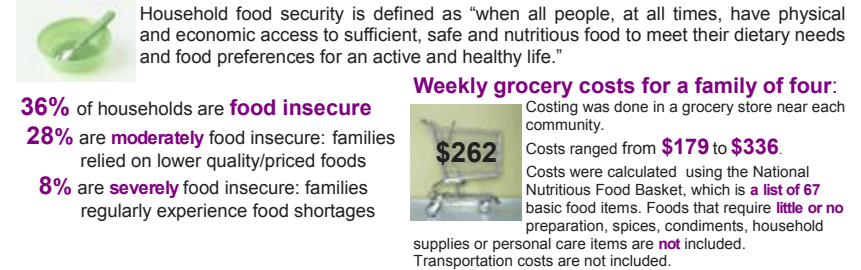 Household food security is defined as “when all people, at all times, have physical
and economic access to sufficient, safe and nutritious food to meet their dietary needs
and food preferences for an active and healthy life.”
36% of households are food insecure
28% are moderately food insecure: families
relied on lower quality/priced foods
8% are severely food insecure: families
regularly experience food shortages
Weekly grocery costs for a family of four:
$262
Costing was done in a grocery store near each
community.
Costs ranged from $179 to $336.
Costs were calculated using the National
Nutritious Food Basket, which is a list of 67
basic food items. Foods that require little or no
preparation, spices, condiments, household
supplies or personal care items are not included.
Transportation costs are not included.